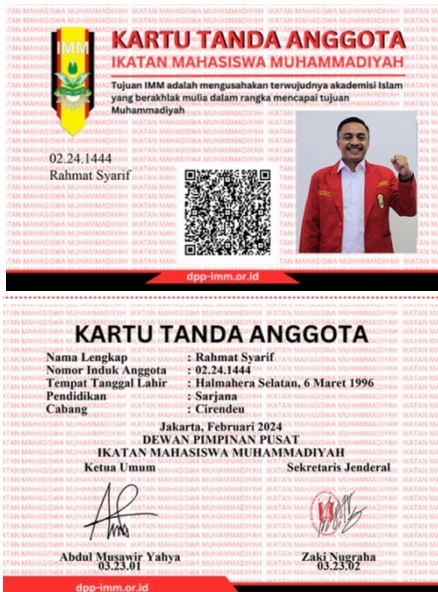 IMM
KARTU TANDA ANGGOTA
IKATAN MAHASISWA MUHAMMADIYAH
Tujuan IMM adalah mengusahakan terwujudnya akademisi Islam
yang berakhlak mulia dalam rangka mencapai tujuan
Muhammadiyah
02.24.1444
Rahmat Syarif
dpp-imm.or.id
KARTU TANDA ANGGOTA
Nama Lengkap : Rahmat Syarif
Nomor Induk Anggota : 02.24.1444
Tempat Tanggal Lahir : Halmahera Selatan, 6 Maret 1996
Pendidikan : Sarjana
Cabang : Cirendeu
Jakarta, Februari 2024
DEWAN PIMPINAN PUSAT
IKATAN MAHASISWA MUHAMMADIYAH
Ketua Umum Sekretaris Jenderal
Abdul Musawir Yahya Zaki Nugraha
03.23.01 03.23.02
dpp-imm.or.id